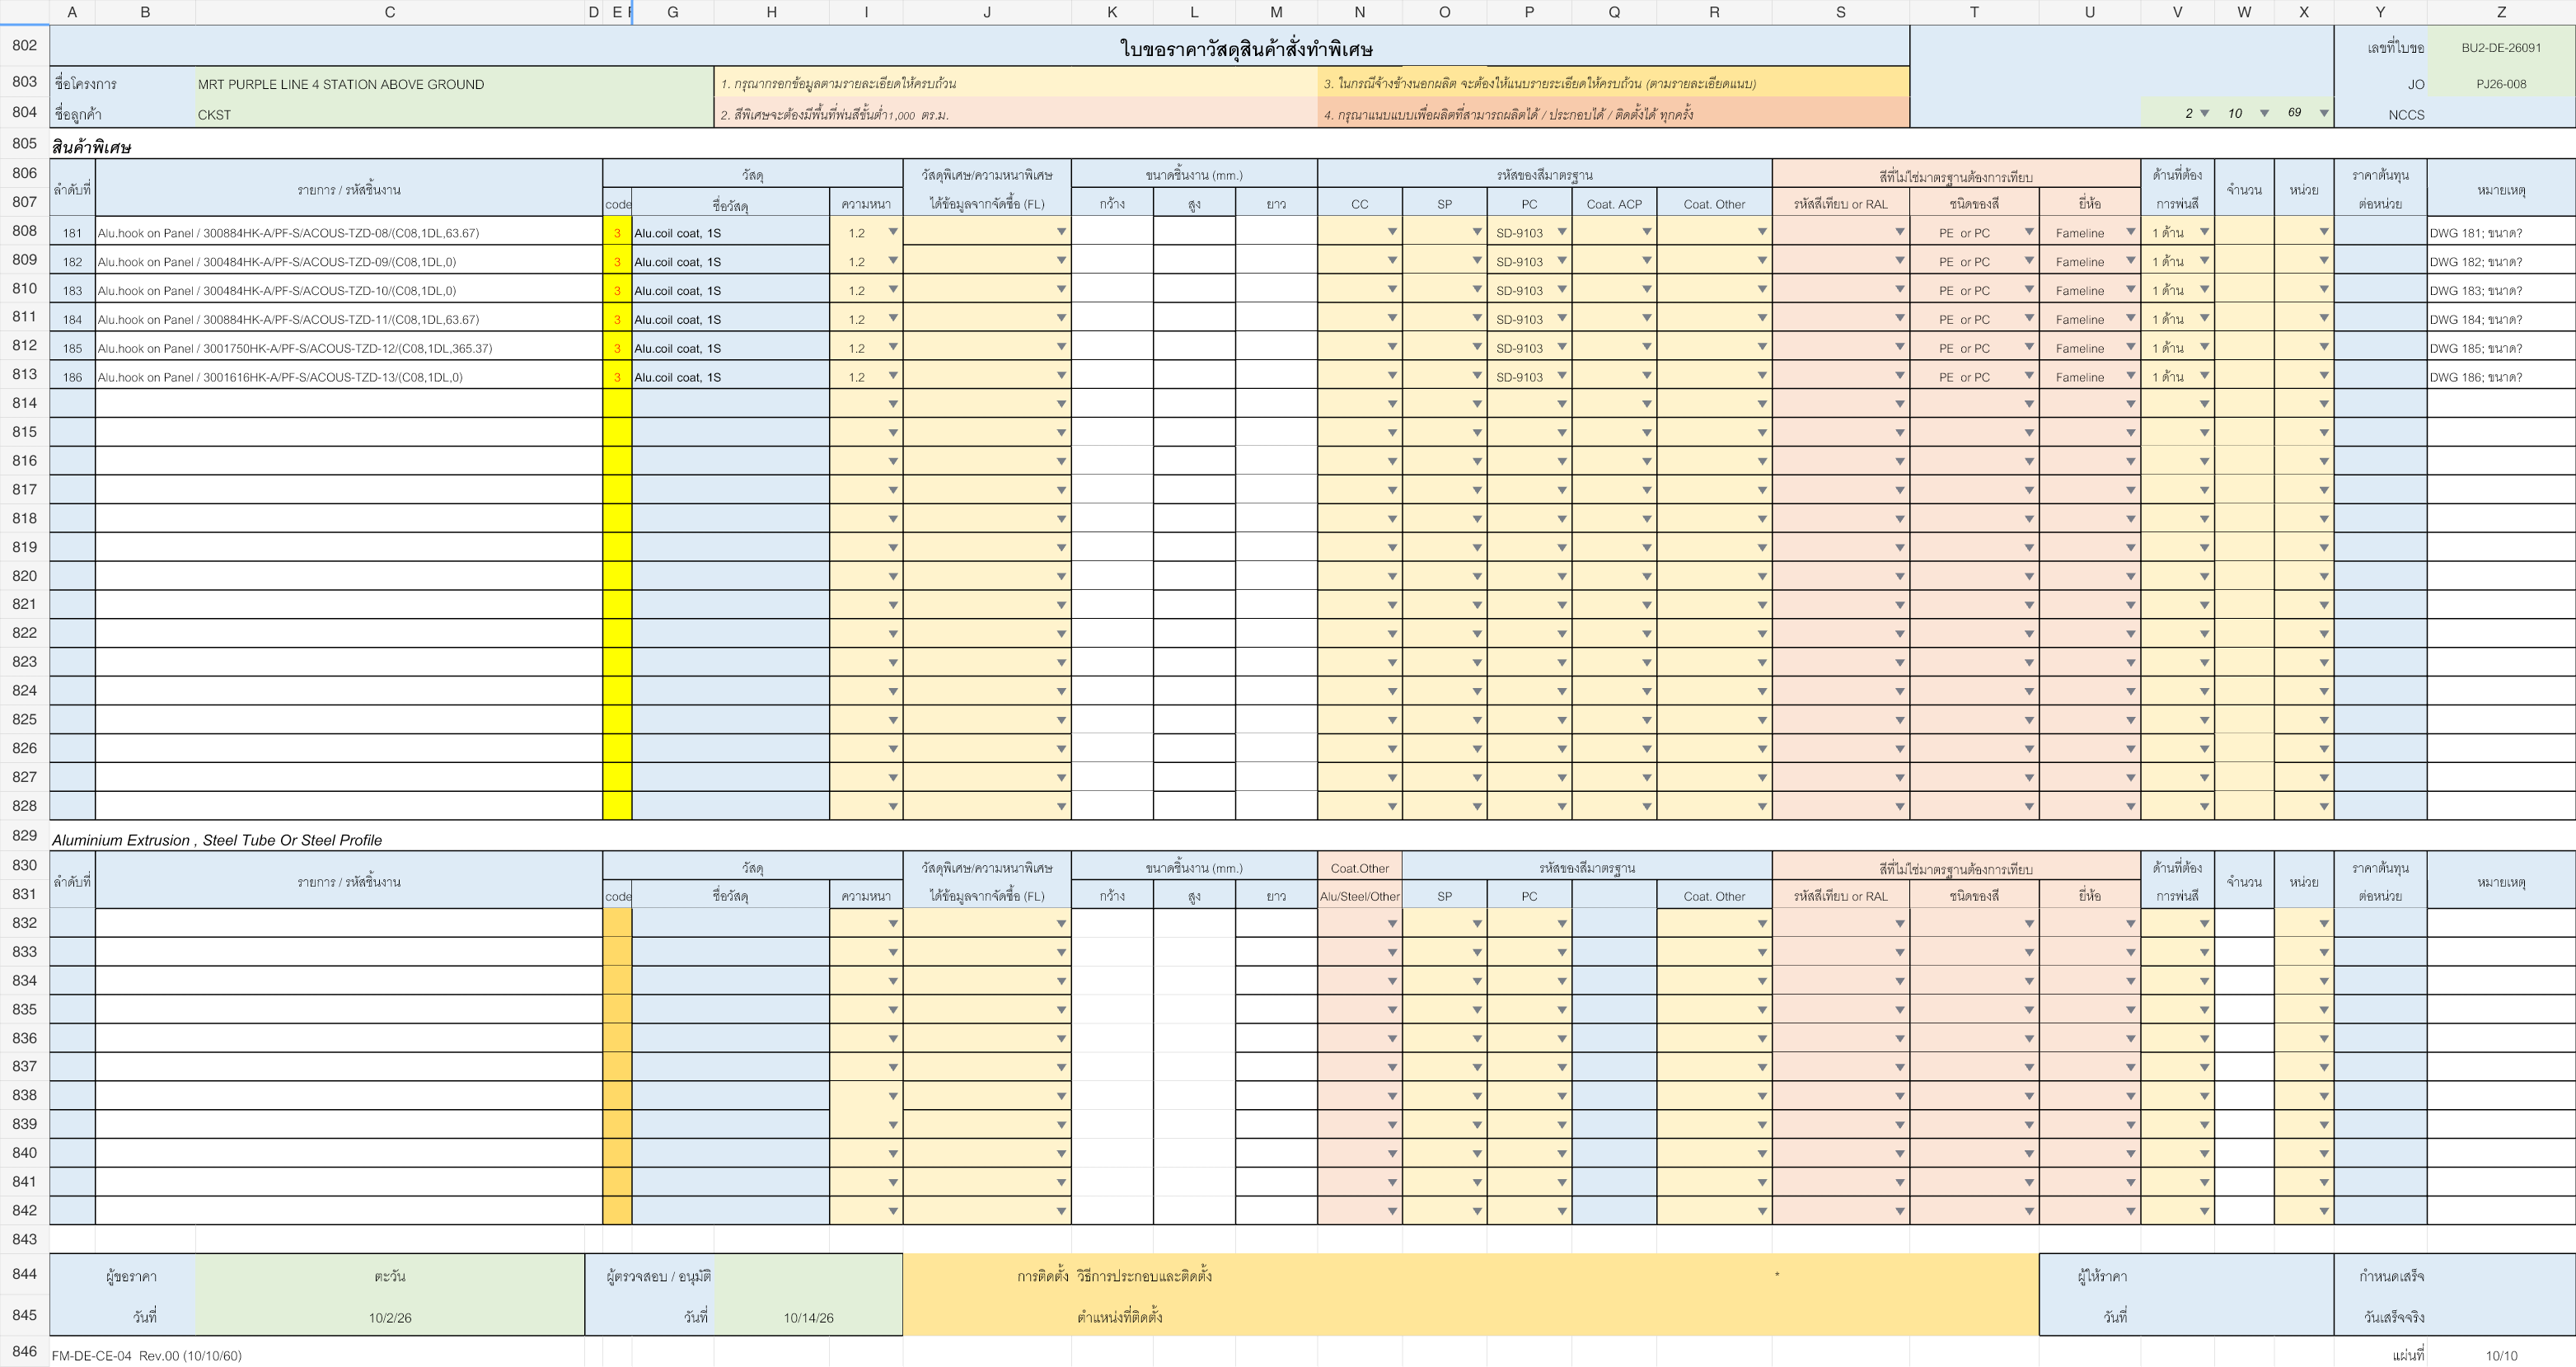 A B C D E F G H I J K L M N O P Q R S T U V W X Y Z
802 ใบขอราคาวัสดุสินค้าสั่งทำพิเศษ เลขที่ใบขอ BU2-DE-26091
803 ชื่อโครงการ MRT PURPLE LINE 4 STATION ABOVE GROUND 1. กรุณากรอกข้อมูลตามรายละเอียดให้ครบถ้วน 3. ในกรณีจ้างข้างนอกผลิต จะต้องให้แนบรายระเอียดให้ครบถ้วน (ตามรายละเอียดแนบ) JO PJ26-008
804 ชื่อลูกค้า CKST 2. สีพิเศษจะต้องมีพื้นที่พ่นสีขั้นต่ำ1,000 ตร.ม. 4. กรุณาแนบแบบเพื่อผลิตที่สามารถผลิตได้ / ประกอบได้ / ติดตั้งได้ ทุกครั้ง 2 10 69 NCCS
805 สินค้าพิเศษ
806 ลำดับที่ รายการ / รหัสชิ้นงาน วัสดุ วัสดุพิเศษ/ความหนาพิเศษ ขนาดชิ้นงาน (mm.) รหัสของสีมาตรฐาน สีที่ไม่ใช่มาตรฐานต้องการเทียบ ด้านที่ต้อง จำนวน หน่วย ราคาต้นทุน หมายเหตุ
807 code ชื่อวัสดุ ความหนา ได้ข้อมูลจากจัดซื้อ (FL) กว้าง สูง ยาว CC SP PC Coat. ACP Coat. Other รหัสสีเทียบ or RAL ชนิดของสี ยี่ห้อ การพ่นสี ต่อหน่วย
808 181 Alu.hook on Panel / 300884HK-A/PF-S/ACOUS-TZD-08/(C08,1DL,63.67) 3 Alu.coil coat, 1S 1.2 SD-9103 PE or PC Fameline 1 ด้าน DWG 181; ขนาด?
809 182 Alu.hook on Panel / 300484HK-A/PF-S/ACOUS-TZD-09/(C08,1DL,0) 3 Alu.coil coat, 1S 1.2 SD-9103 PE or PC Fameline 1 ด้าน DWG 182; ขนาด?
810 183 Alu.hook on Panel / 300484HK-A/PF-S/ACOUS-TZD-10/(C08,1DL,0) 3 Alu.coil coat, 1S 1.2 SD-9103 PE or PC Fameline 1 ด้าน DWG 183; ขนาด?
811 184 Alu.hook on Panel / 300884HK-A/PF-S/ACOUS-TZD-11/(C08,1DL,63.67) 3 Alu.coil coat, 1S 1.2 SD-9103 PE or PC Fameline 1 ด้าน DWG 184; ขนาด?
812 185 Alu.hook on Panel / 3001750HK-A/PF-S/ACOUS-TZD-12/(C08,1DL,365.37) 3 Alu.coil coat, 1S 1.2 SD-9103 PE or PC Fameline 1 ด้าน DWG 185; ขนาด?
813 186 Alu.hook on Panel / 3001616HK-A/PF-S/ACOUS-TZD-13/(C08,1DL,0) 3 Alu.coil coat, 1S 1.2 SD-9103 PE or PC Fameline 1 ด้าน DWG 186; ขนาด?
814
815
816
817
818
819
820
821
822
823
824
825
826
827
828
829 Aluminium Extrusion , Steel Tube Or Steel Profile
830 ลำดับที่ รายการ / รหัสชิ้นงาน วัสดุ วัสดุพิเศษ/ความหนาพิเศษ ขนาดชิ้นงาน (mm.) Coat.Other รหัสของสีมาตรฐาน สีที่ไม่ใช่มาตรฐานต้องการเทียบ ด้านที่ต้อง จำนวน หน่วย ราคาต้นทุน หมายเหตุ
831 code ชื่อวัสดุ ความหนา ได้ข้อมูลจากจัดซื้อ (FL) กว้าง สูง ยาว Alu/Steel/Other SP PC Coat. Other รหัสสีเทียบ or RAL ชนิดของสี ยี่ห้อ การพ่นสี ต่อหน่วย
832
833
834
835
836
837
838
839
840
841
842
843
844 ผู้ขอราคา ตะวัน ผู้ตรวจสอบ / อนุมัติ การติดตั้ง วิธีการประกอบและติดตั้ง * ผู้ให้ราคา กำหนดเสร็จ
845 วันที่ 10/2/26 วันที่ 10/14/26 ตำแหน่งที่ติดตั้ง วันที่ วันเสร็จจริง
846 FM-DE-CE-04 Rev.00 (10/10/60) แผ่นที่ 10/10